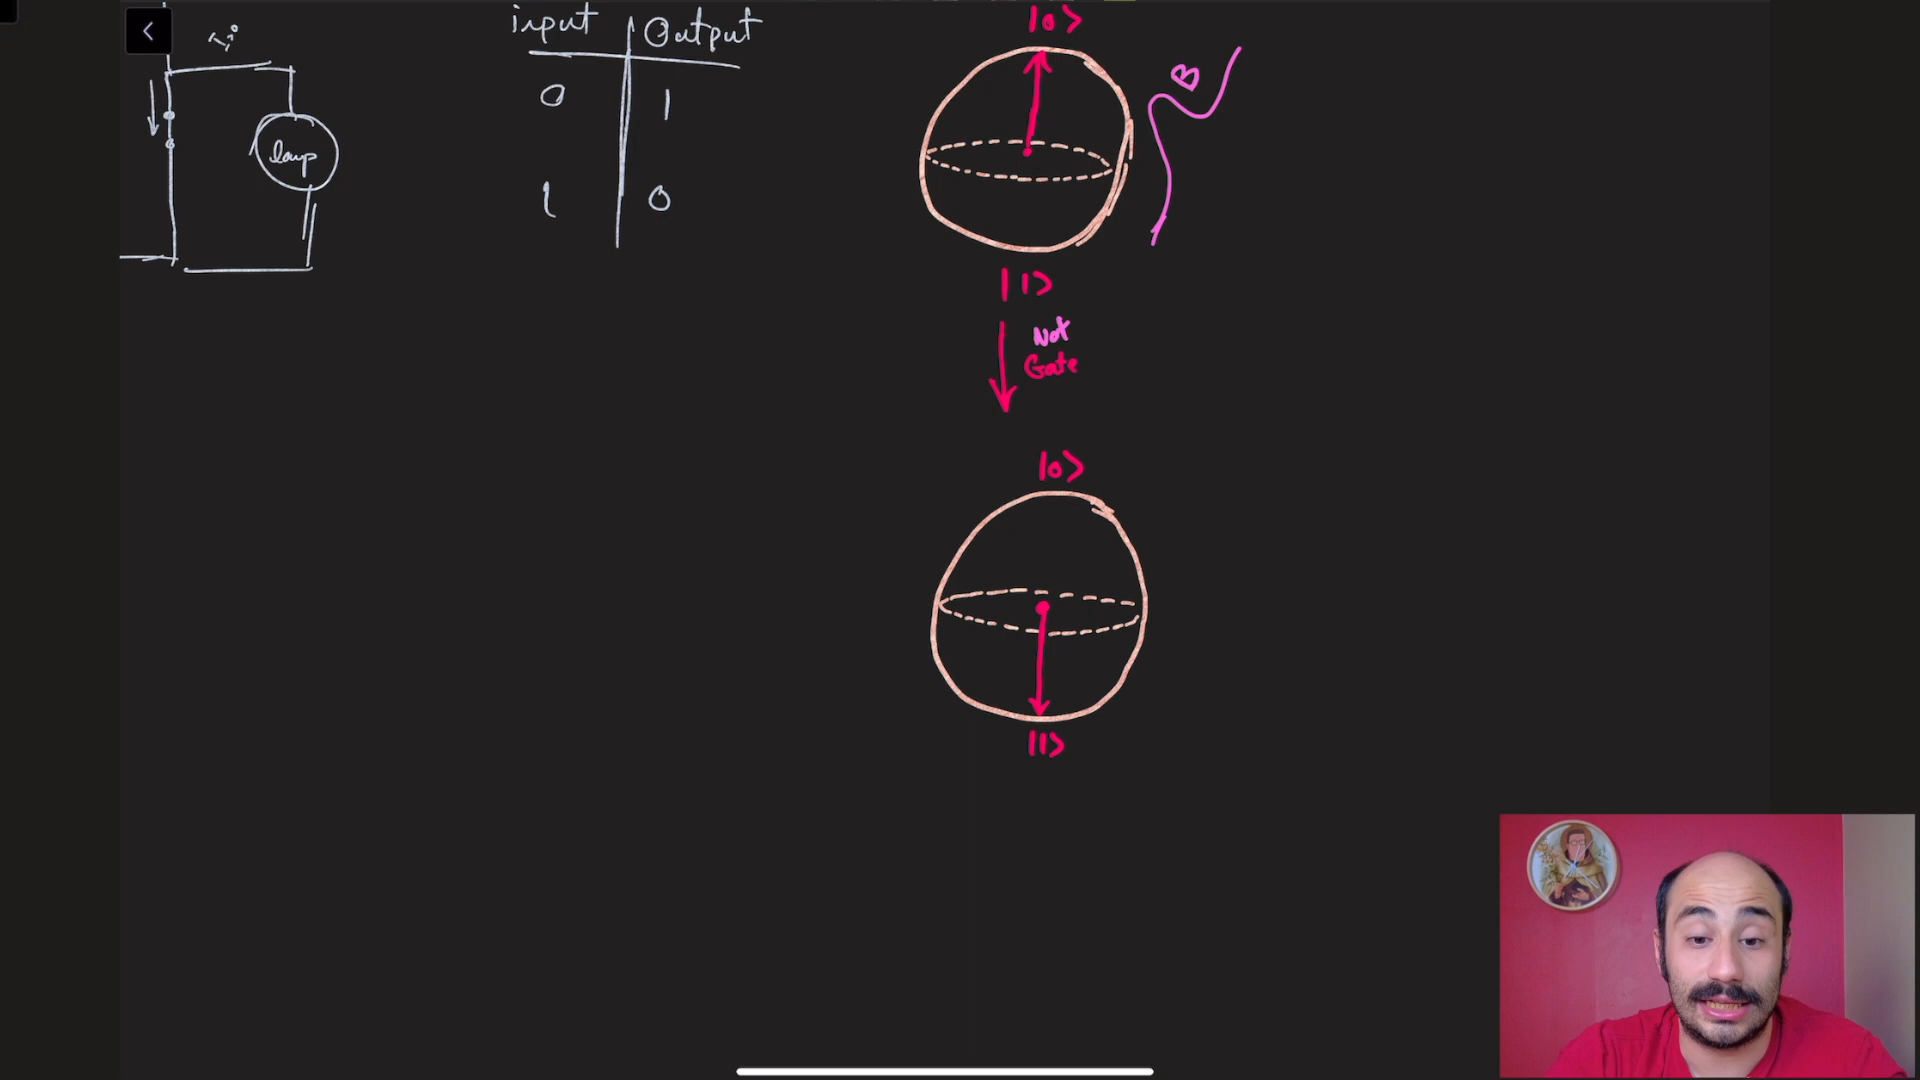 input Output
0 1
1 0
lamp
|0>
B
|1>
Not
Gate
|0>
|1>